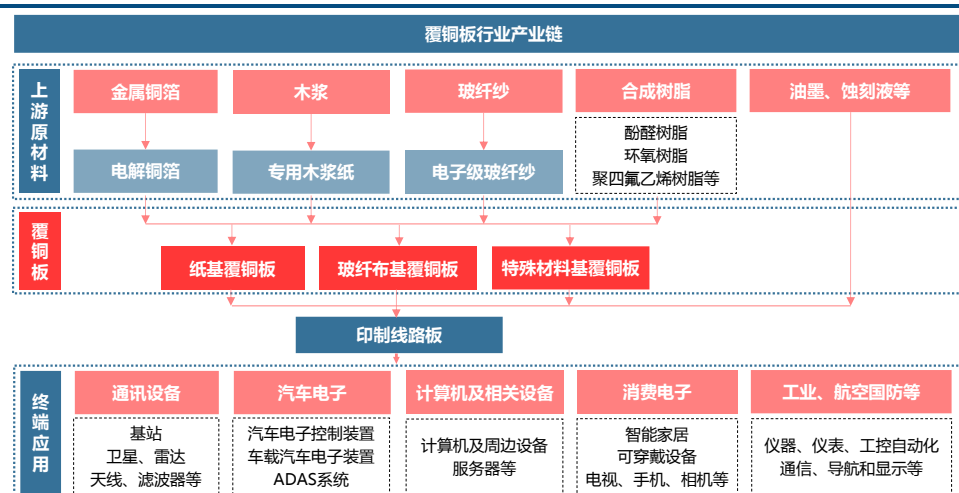 覆铜板行业产业链
上游原材料
金属铜箔
木浆
玻纤纱
合成树脂
油墨、蚀刻液等
电解铜箔
专用木浆纸
电子级玻纤纱
酚醛树脂
环氧树脂
聚四氟乙烯树脂等
覆铜板
纸基覆铜板
玻纤布基覆铜板
特殊材料基覆铜板
印制线路板
终端应用
通讯设备
汽车电子
计算机及相关设备
消费电子
工业、航空国防等
基站
卫星、雷达
天线、滤波器等
汽车电子控制装置
车载汽车电子装置
ADAS系统
计算机及周边设备
服务器等
智能家居
可穿戴设备
电视、手机、相机等
仪器、仪表、工控自动化
通信、导航和显示等